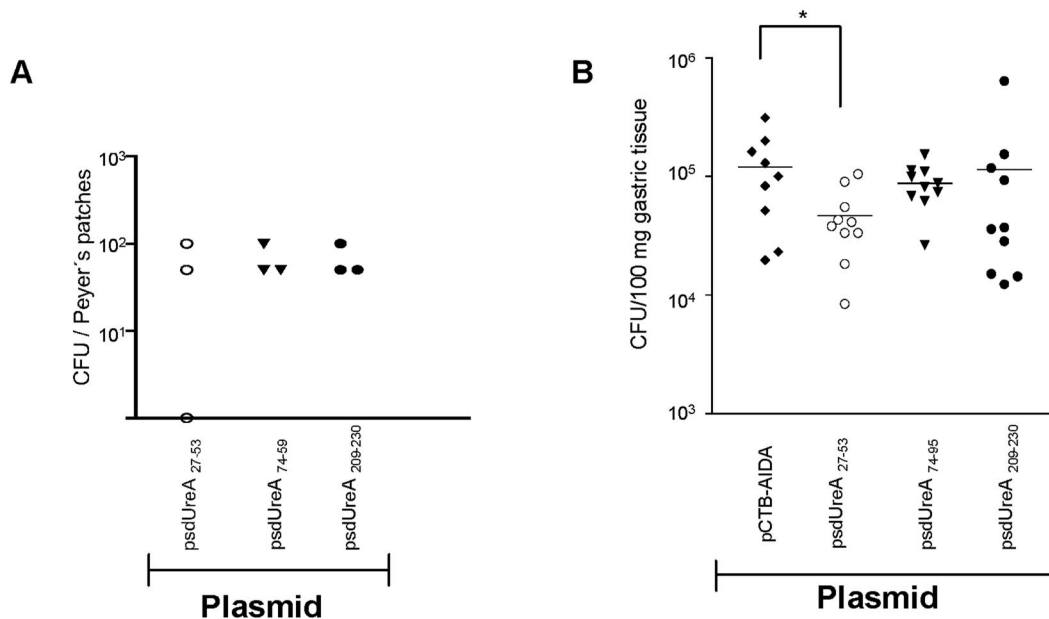 A
CFU / Peyer´s patches
10³
10²
10¹
psdUreA 27-53
psdUreA 74-59
psdUreA 209-230
Plasmid
B
*
CFU/100 mg gastric tissue
10⁶
10⁵
10⁴
10³
pCTB-AIDA
psdUreA 27-53
psdUreA 74-95
psdUreA 209-230
Plasmid